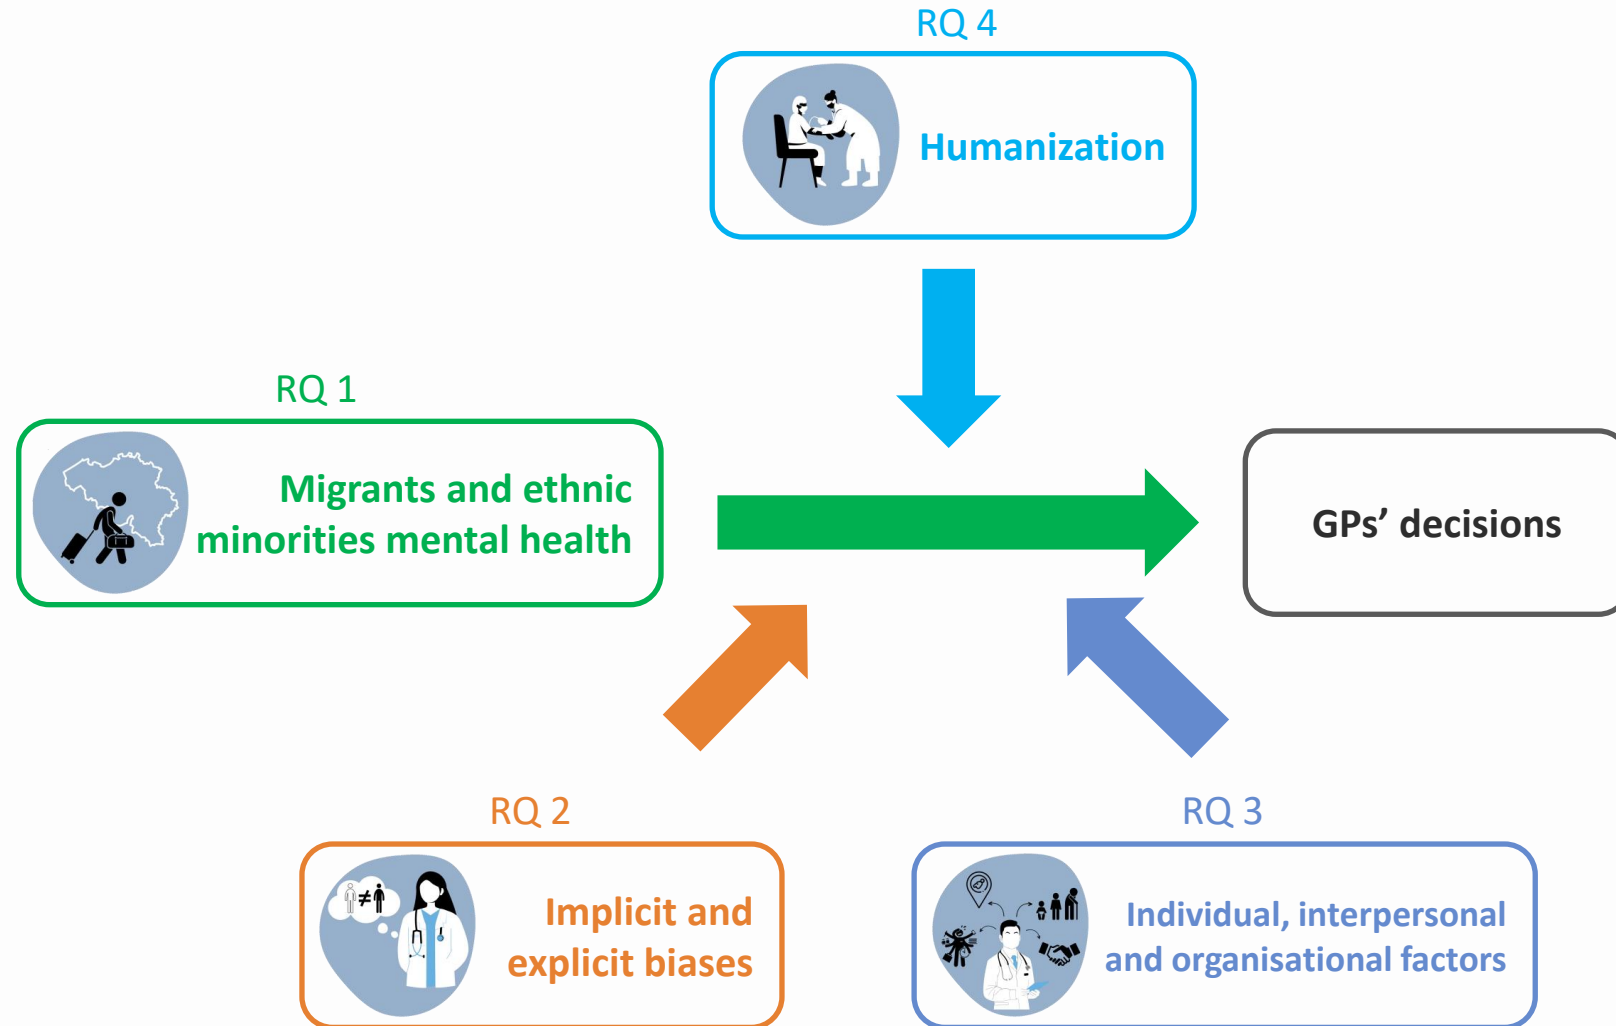 RQ 4
Humanization
RQ 1
Migrants and ethnic
minorities mental health
GPs’ decisions
RQ 2
Implicit and
explicit biases
RQ 3
Individual, interpersonal
and organisational factors